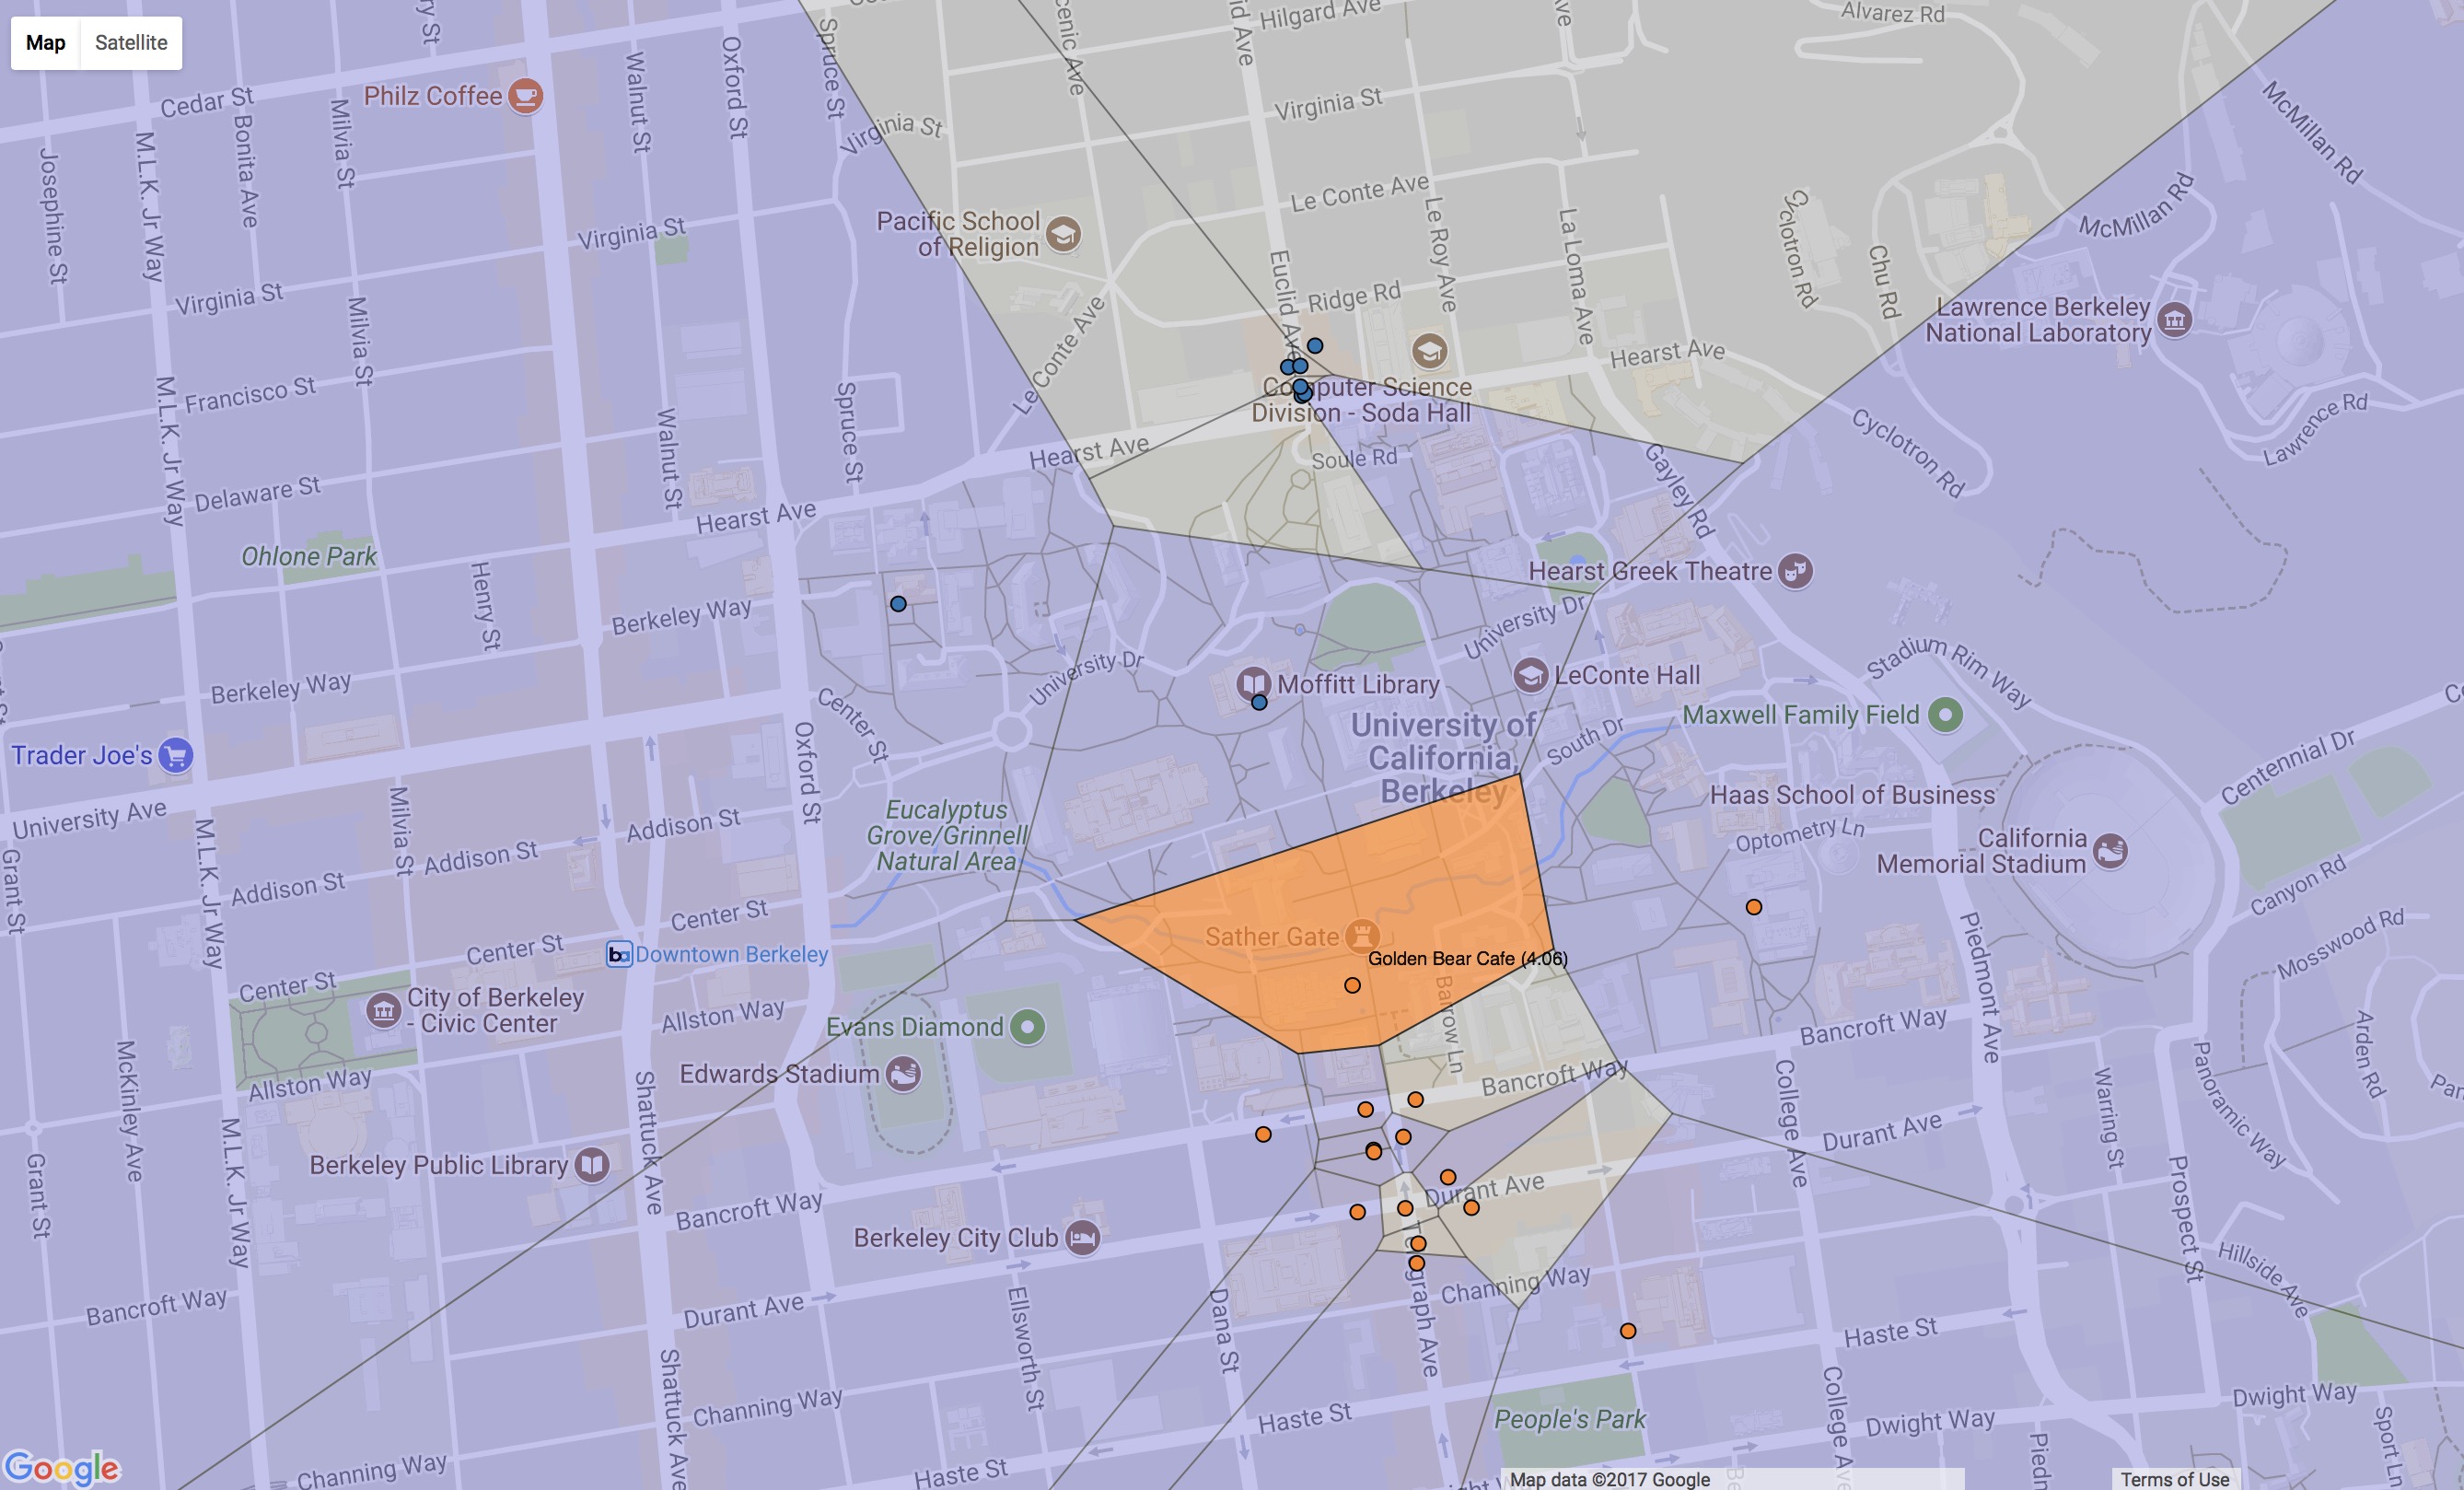 Map Satellite
Cedar St
Philz Coffee
Walnut St
Oxford St
Spruce St
Hilgard Ave
Alvarez Rd
Josephine St
M.L.K. Jr Way
Bonita Ave
Milvia St
Virginia St
Virginia St
McMillan Rd
Le Conte Ave
Le Roy Ave
La Loma Ave
Cyclotron Rd
Chu Rd
McMillan Rd
Pacific School
of Religion
Virginia St
Virginia St
Milvia St
Euclid Ave
Ridge Rd
Lawrence Berkeley
National Laboratory
Le Conte Ave
Hearst Ave
Francisco St
M.L.K. Jr Way
Walnut St
Spruce St
Computer Science
Division - Soda Hall
Cyclotron Rd
Lawrence Rd
Hearst Ave
Soule Rd
Gayley Rd
Delaware St
Hearst Ave
Ohlone Park
Henry St
Berkeley Way
Hearst Greek Theatre
University Dr
University Dr
Moffitt Library
LeConte Hall
Stadium Rim Way
Berkeley Way
Center St
University of
California,
Berkeley
South Dr
Maxwell Family Field
Trader Joe's
Oxford St
Centennial Dr
University Ave
Milvia St
Addison St
Eucalyptus
Grove/Grinnell
Natural Area
Haas School of Business
Optometry Ln
California
Memorial Stadium
Grant St
M.L.K. Jr Way
Addison St
Addison St
Center St
Canyon Rd
Center St
Downtown Berkeley
Sather Gate
Golden Bear Cafe (4.06)
Piedmont Ave
Mosswood Rd
Center St
City of Berkeley
- Civic Center
Allston Way
Evans Diamond
Barrow Ln
Bancroft Way
Arden Rd
McKinley Ave
Allston Way
Shattuck Ave
Edwards Stadium
Bancroft Way
College Ave
Warring St
Panoramic Way
Durant Ave
Berkeley Public Library
Grant St
M.L.K. Jr Way
Bancroft Way
Durant Ave
Prospect St
Berkeley City Club
Hillside Ave
Bancroft Way
Durant Ave
Ellsworth St
Dana St
Telegraph Ave
Channing Way
Haste St
Shattuck Ave
Channing Way
Haste St
People's Park
College Ave
Dwight Way
Dwight Way
Sport Ln
Google
Channing Way
Haste St
Map data ©2017 Google
Terms of Use